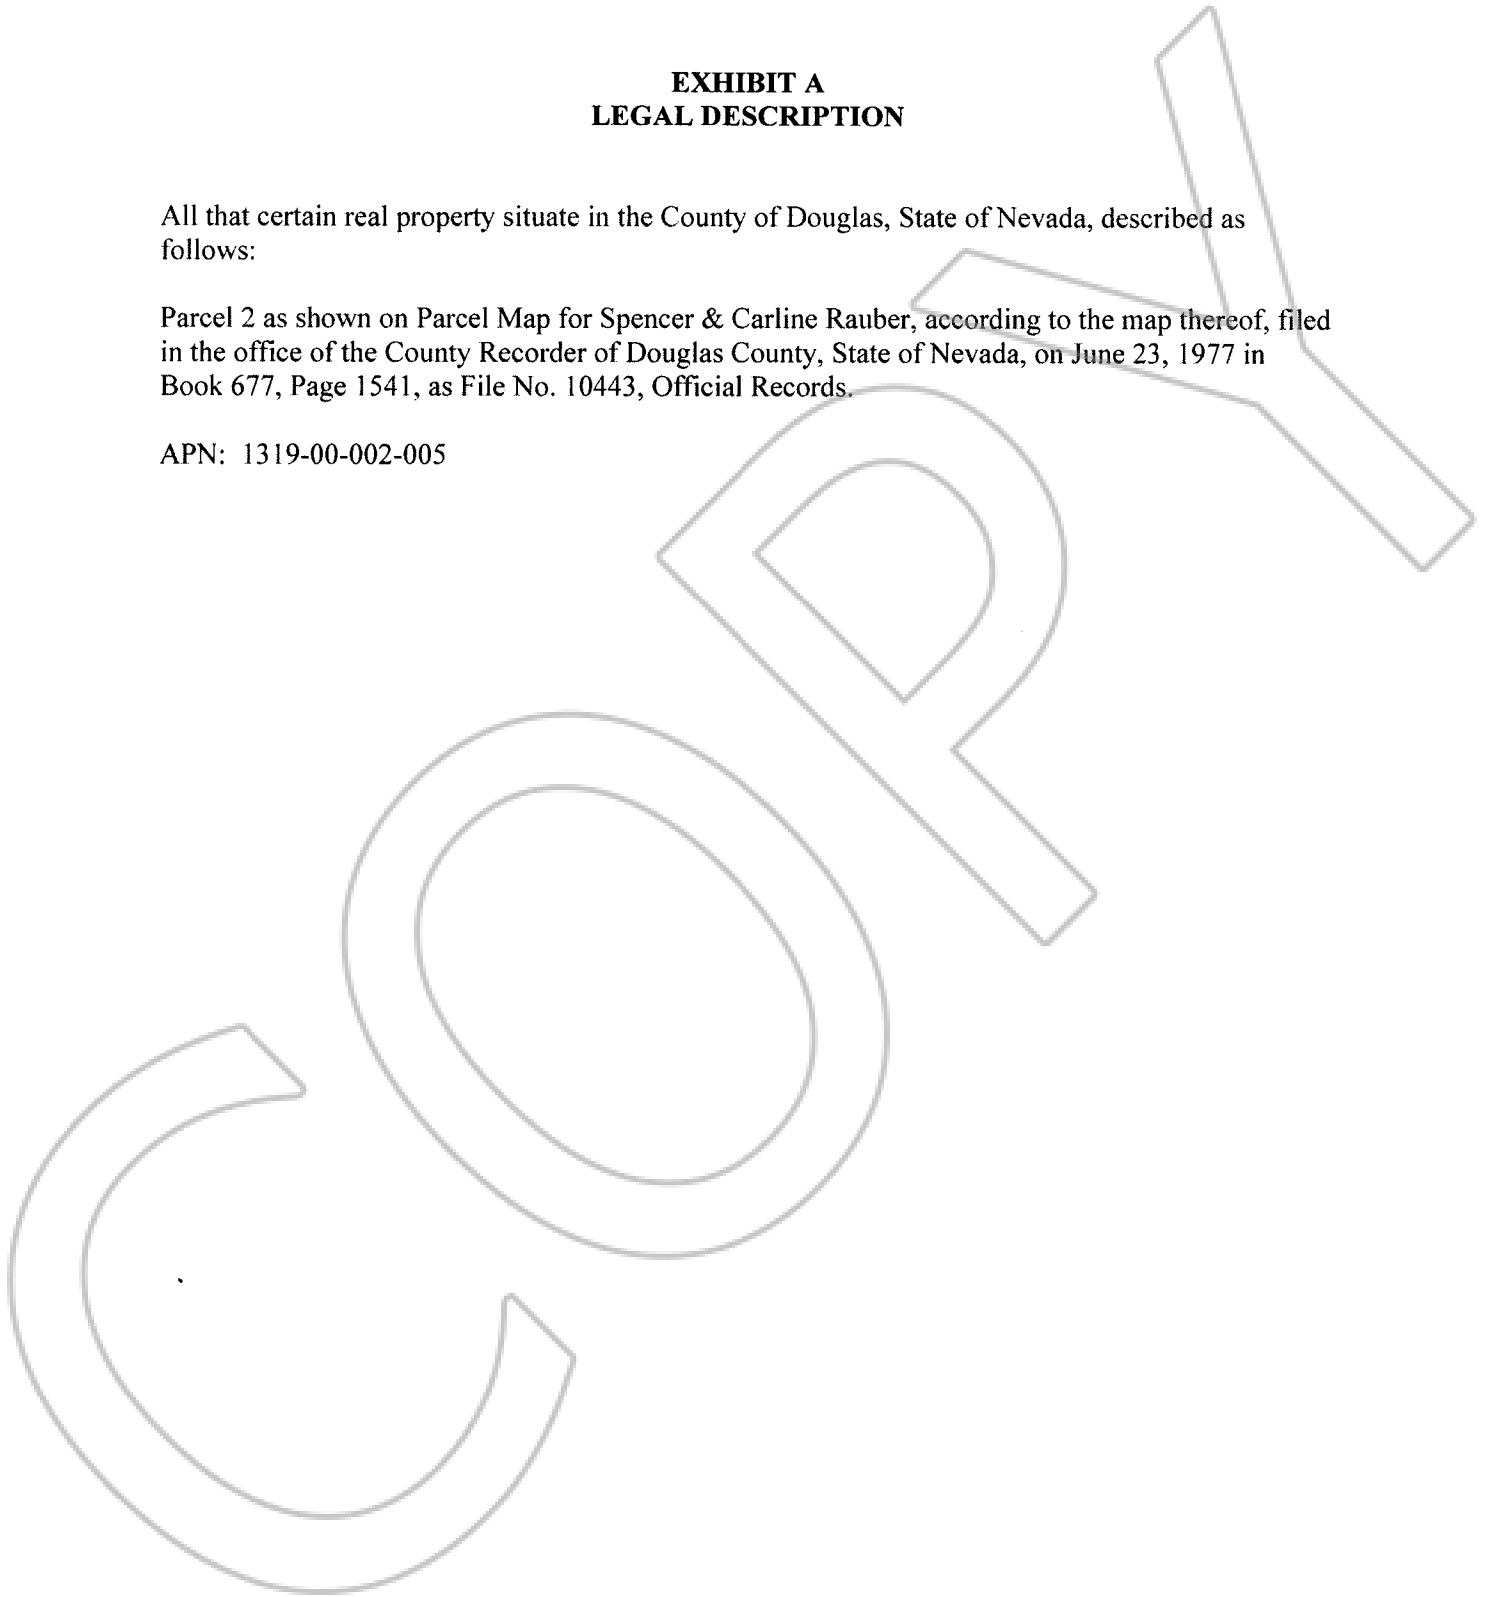 EXHIBIT A
LEGAL DESCRIPTION
All that certain real property situate in the County of Douglas, State of Nevada, described as
follows:
Parcel 2 as shown on Parcel Map for Spencer & Carline Rauber, according to the map thereof, filed
in the office of the County Recorder of Douglas County, State of Nevada, on June 23, 1977 in
Book 677, Page 1541, as File No. 10443, Official Records.
APN: 1319-00-002-005
COPY